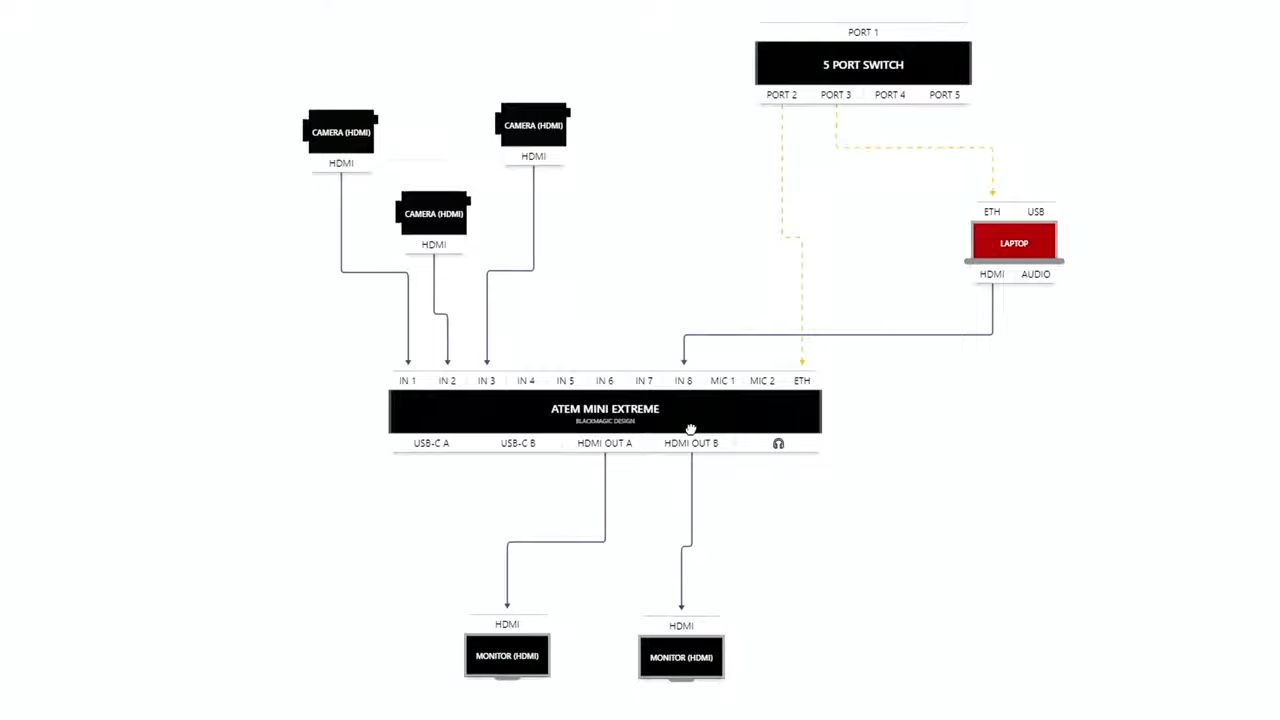 PORT 1
5 PORT SWITCH
PORT 2 PORT 3 PORT 4 PORT 5
CAMERA (HDMI)
HDMI
CAMERA (HDMI)
HDMI
CAMERA (HDMI)
HDMI
ETH USB
LAPTOP
HDMI AUDIO
IN 1 IN 2 IN 3 IN 4 IN 5 IN 6 IN 7 IN 8 MIC 1 MIC 2 ETH
ATEM MINI EXTREME
BLACKMAGIC DESIGN
USB-C A USB-C B HDMI OUT A HDMI OUT B
HDMI
MONITOR (HDMI)
HDMI
MONITOR (HDMI)